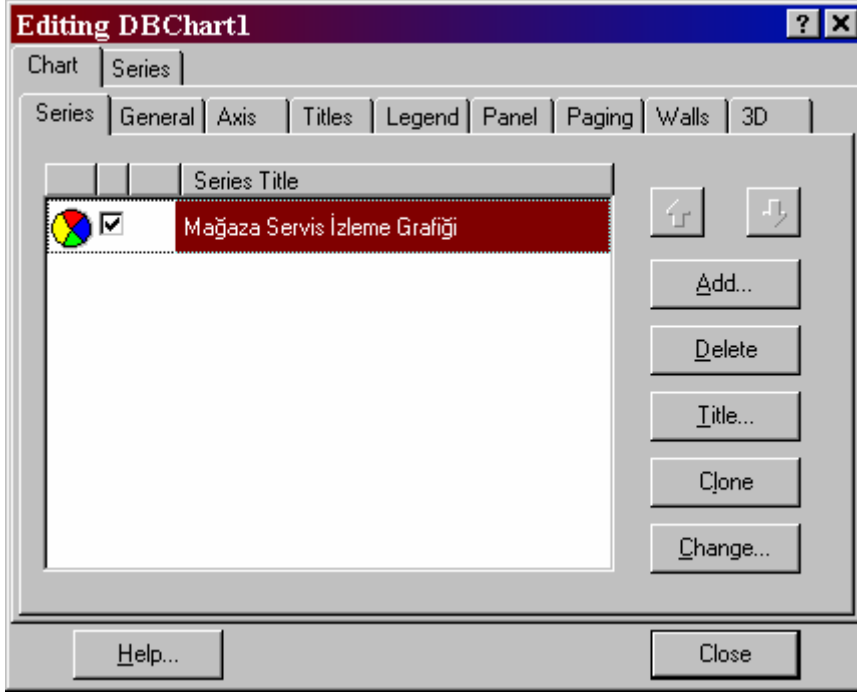 Editing DBChart1
Chart Series
Series General Axis Titles Legend Panel Paging Walls 3D
Series Title
Mağaza Servis İzleme Grafiği
Add...
Delete
Title...
Clone
Change...
Help... Close